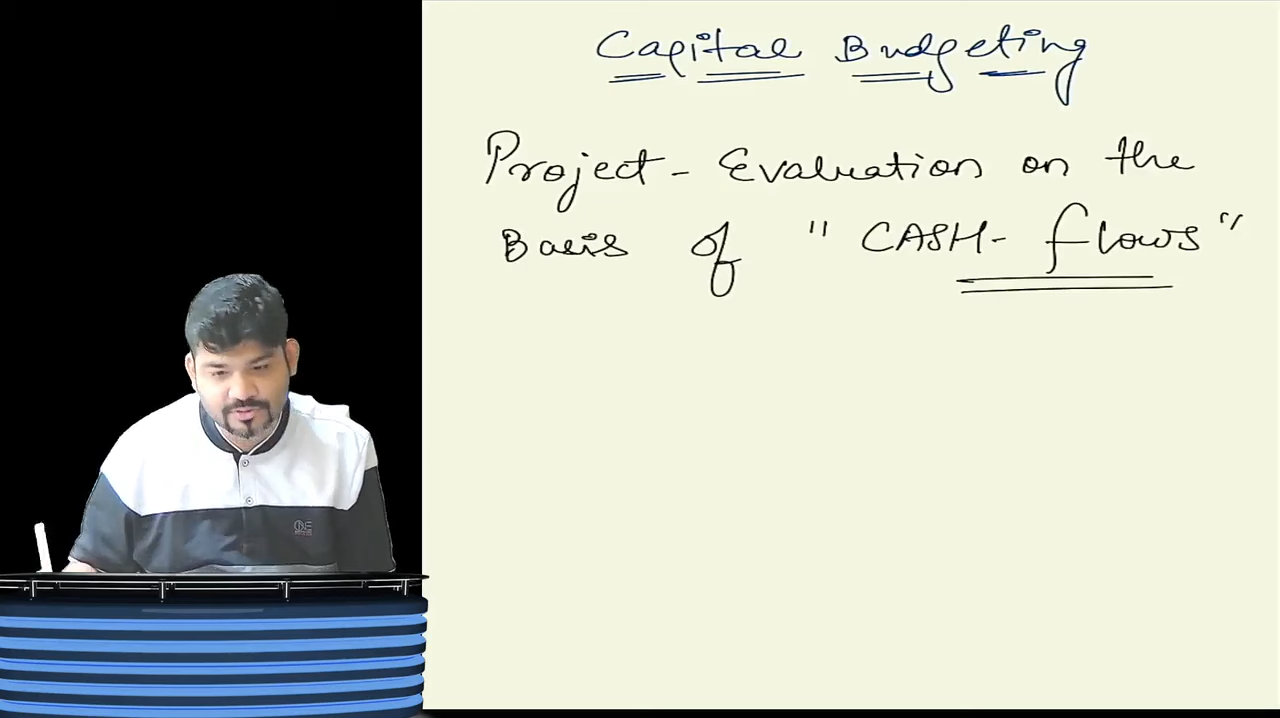 Capital Budgeting
Project - Evaluation on the
Basis of "CASH- flows"